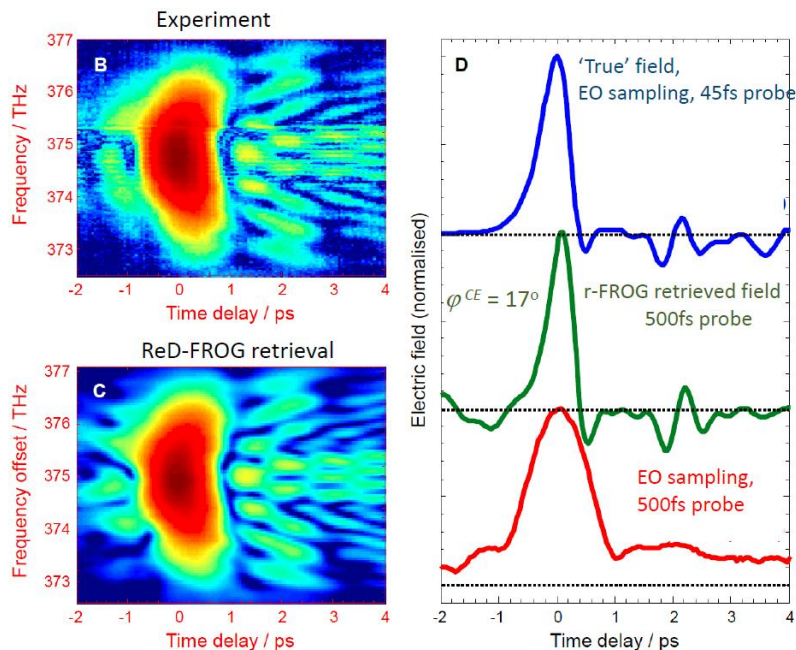 Experiment
B
377
376
375
374
373
-2 -1 0 1 2 3 4
Frequency / THz
Time delay / ps
ReD-FROG retrieval
C
377
376
375
374
373
-2 -1 0 1 2 3 4
Frequency offset / THz
Time delay / ps
D
'True' field,
EO sampling, 45fs probe
φ^CE = 17°
r-FROG retrieved field
500fs probe
EO sampling,
500fs probe
Electric field (normalised)
-2 -1 0 1 2 3 4
Time delay / ps